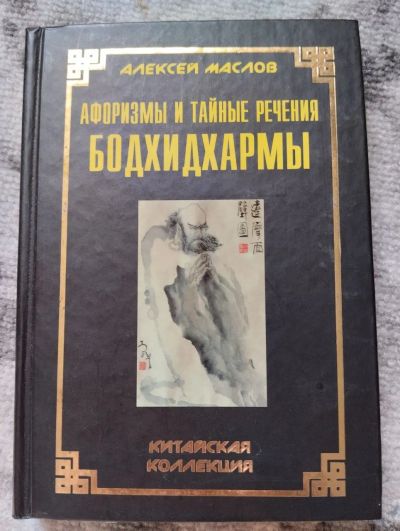 АЛЕКСЕЙ МАСЛОВ
АФОРИЗМЫ И ТАЙНЫЕ РЕЧЕНИЯ
БОДХИДХАРМЫ
КИТАЙСКАЯ
КОЛЛЕКЦИЯ